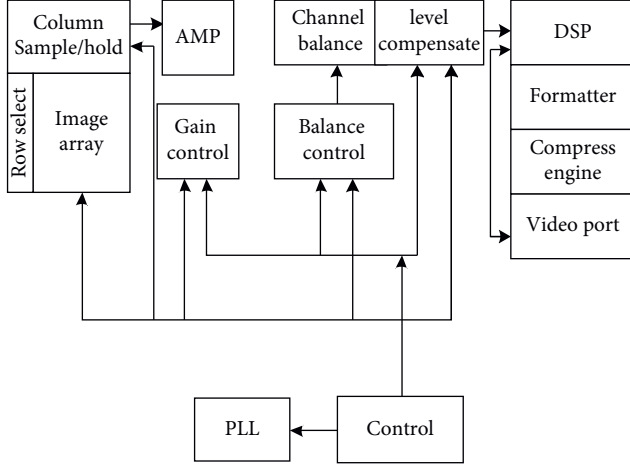 Column
Sample/hold
AMP
Channel
balance
level
compensate
DSP
Row select
Image
array
Gain
control
Balance
control
Formatter
Compress
engine
Video port
PLL
Control